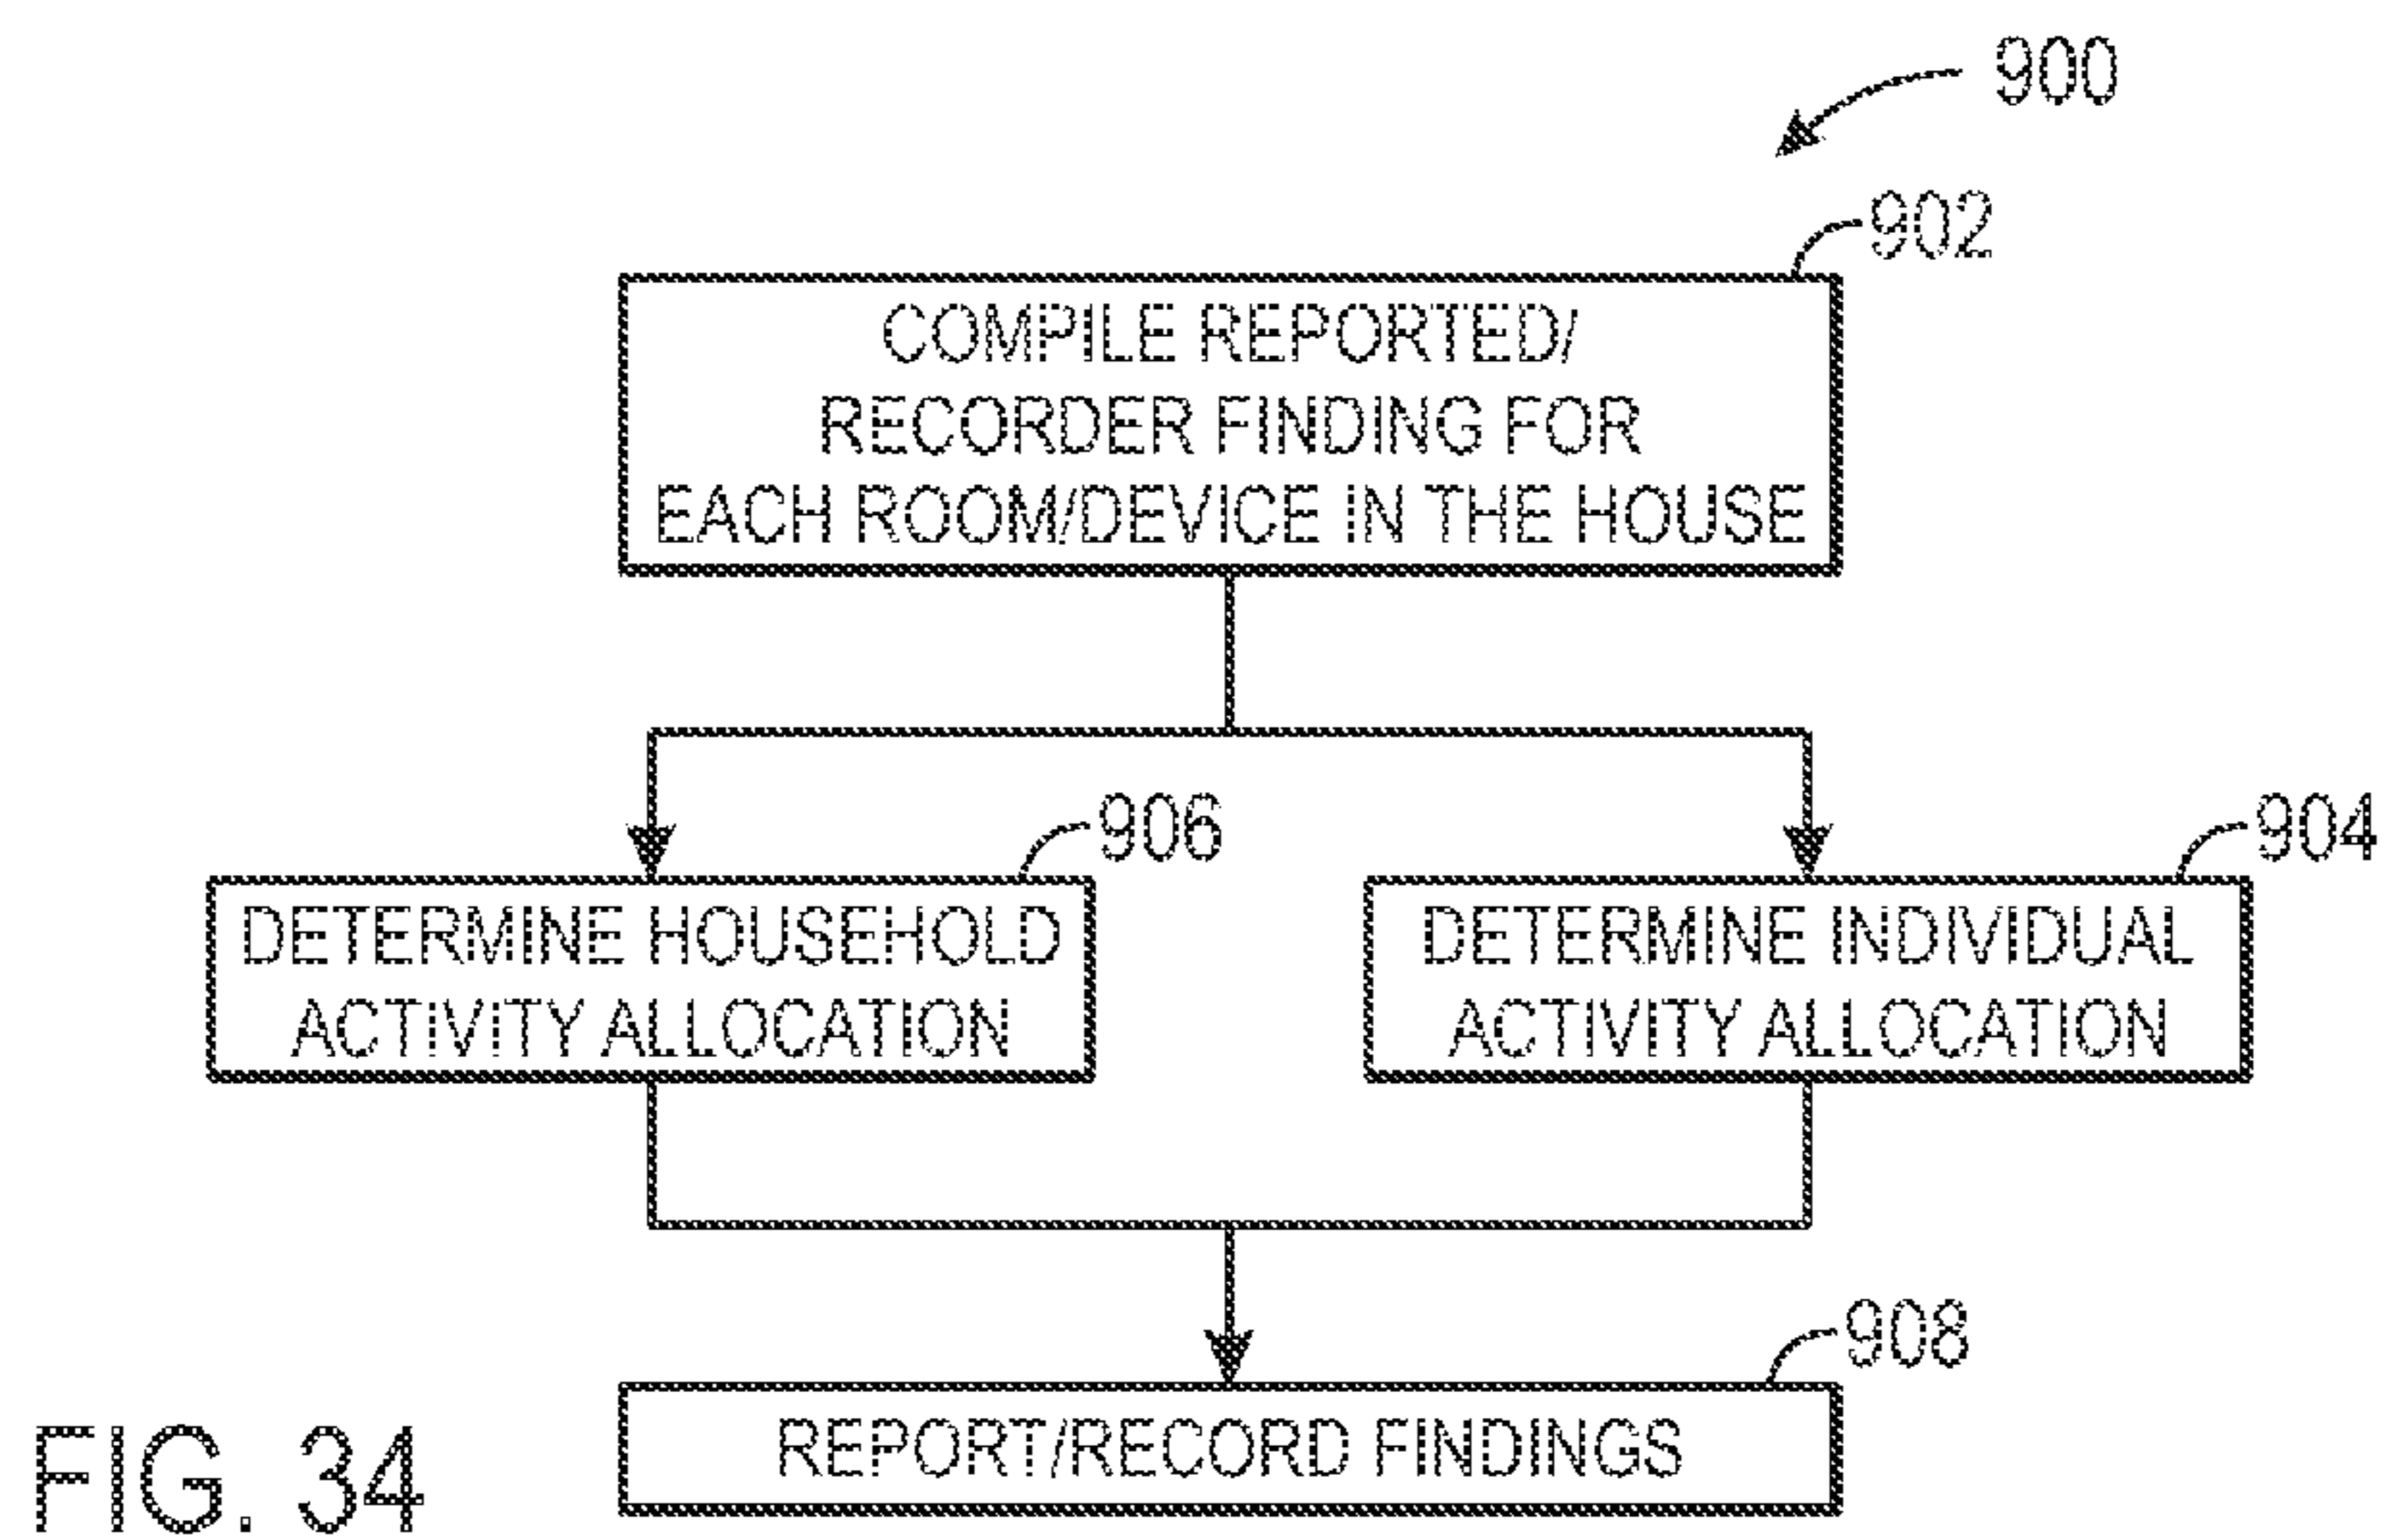 900
902
COMPILE REPORTED/
RECORDER FINDING FOR
EACH ROOM/DEVICE IN THE HOUSE
906
904
DETERMINE HOUSEHOLD
ACTIVITY ALLOCATION
DETERMINE INDIVIDUAL
ACTIVITY ALLOCATION
908
REPORT/RECORD FINDINGS
FIG. 34